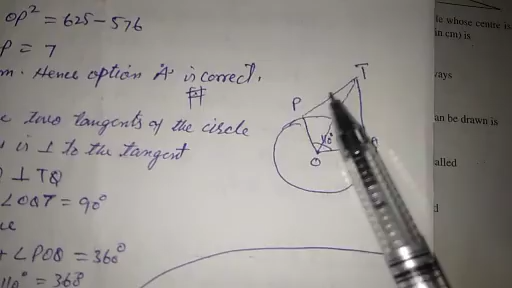 OP² = 625 - 576
P = 7
m. Hence option A is correct.
two tangents of the circle
is ⊥ to the tangent
⊥ TQ
∠OQT = 90°
+ ∠POQ = 360°
110° = 360
T
P
110°
O
le whose centre is
in cm) is
ways
an be drawn is
alled